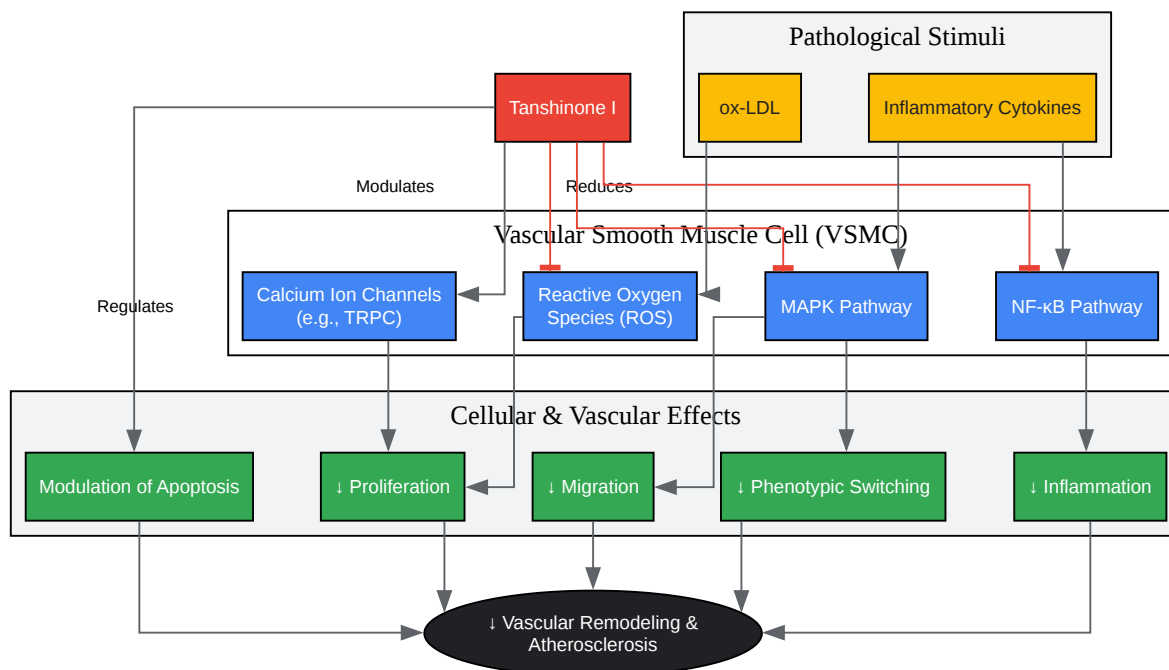 Pathological Stimuli
Tanshinone I
ox-LDL
Inflammatory Cytokines
Modulates
Reduces
Vascular Smooth Muscle Cell (VSMC)
Regulates
Calcium Ion Channels
(e.g., TRPC)
Reactive Oxygen
Species (ROS)
MAPK Pathway
NF-κB Pathway
Cellular & Vascular Effects
Modulation of Apoptosis
↓ Proliferation
↓ Migration
↓ Phenotypic Switching
↓ Inflammation
↓ Vascular Remodeling &
Atherosclerosis